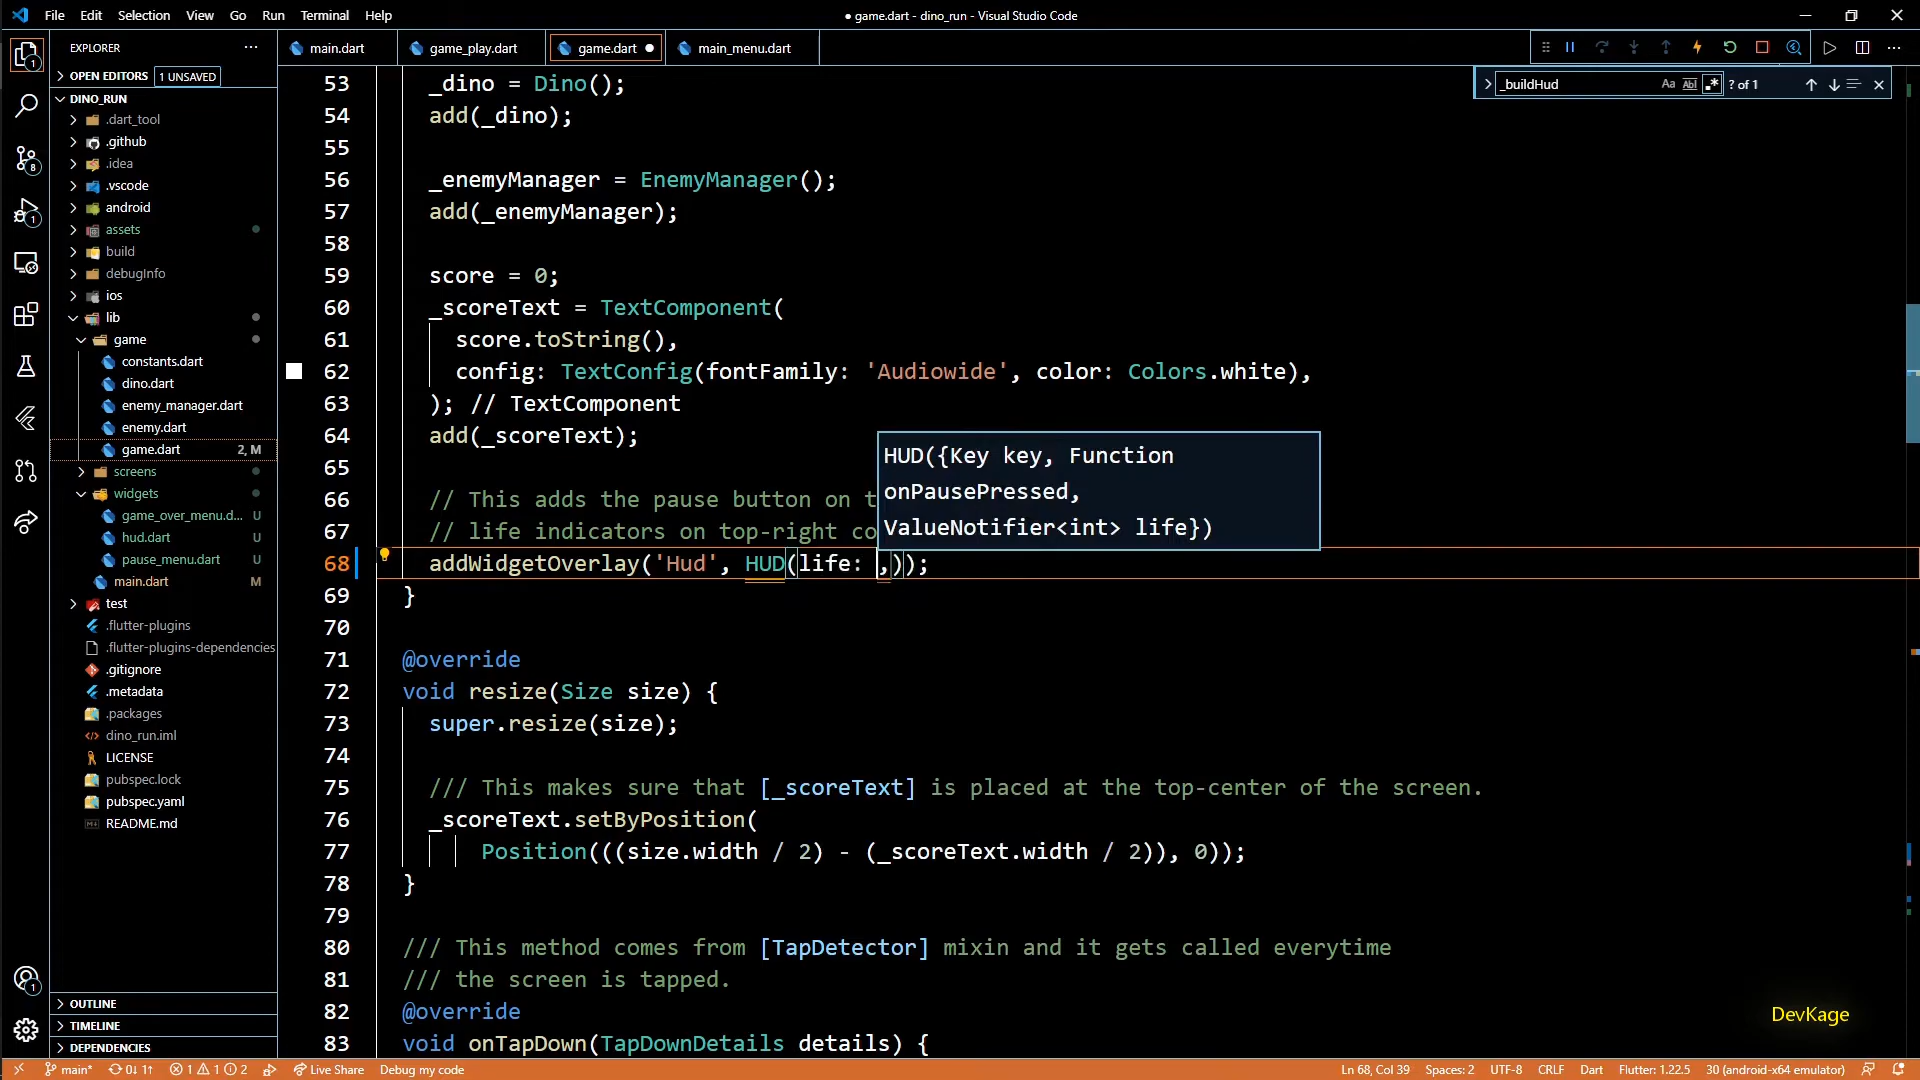 File Edit Selection View Go Run Terminal Help
● game.dart - dino_run - Visual Studio Code
EXPLORER
OPEN EDITORS 1 UNSAVED
DINO_RUN
.dart_tool
.github
.idea
.vscode
android
assets
build
debugInfo
ios
lib
game
constants.dart
dino.dart
enemy_manager.dart
enemy.dart
game.dart 2, M
screens
widgets
game_over_menu.d... U
hud.dart U
pause_menu.dart U
main.dart M
test
.flutter-plugins
.flutter-plugins-dependencies
.gitignore
.metadata
.packages
dino_run.iml
LICENSE
pubspec.lock
pubspec.yaml
README.md
OUTLINE
TIMELINE
DEPENDENCIES
main.dart game_play.dart game.dart ● main_menu.dart
_buildHud Aa Abl .* ? of 1
53 _dino = Dino();
54 add(_dino);
55
56 _enemyManager = EnemyManager();
57 add(_enemyManager);
58
59 score = 0;
60 _scoreText = TextComponent(
61 score.toString(),
62 config: TextConfig(fontFamily: 'Audiowide', color: Colors.white),
63 ); // TextComponent
64 add(_scoreText);
65
66 // This adds the pause button on t
67 // life indicators on top-right co
68 addWidgetOverlay('Hud', HUD(life: ,));
69 }
70
71 @override
72 void resize(Size size) {
73 super.resize(size);
74
75 /// This makes sure that [_scoreText] is placed at the top-center of the screen.
76 _scoreText.setByPosition(
77 Position(((size.width / 2) - (_scoreText.width / 2)), 0));
78 }
79
80 /// This method comes from [TapDetector] mixin and it gets called everytime
81 /// the screen is tapped.
82 @override
83 void onTapDown(TapDownDetails details) {
HUD({Key key, Function
onPausePressed,
ValueNotifier<int> life})
DevKage
main* 0↓ 1↑ 1 1 2 Live Share Debug my code
Ln 68, Col 39 Spaces: 2 UTF-8 CRLF Dart Flutter: 1.22.5 30 (android-x64 emulator)